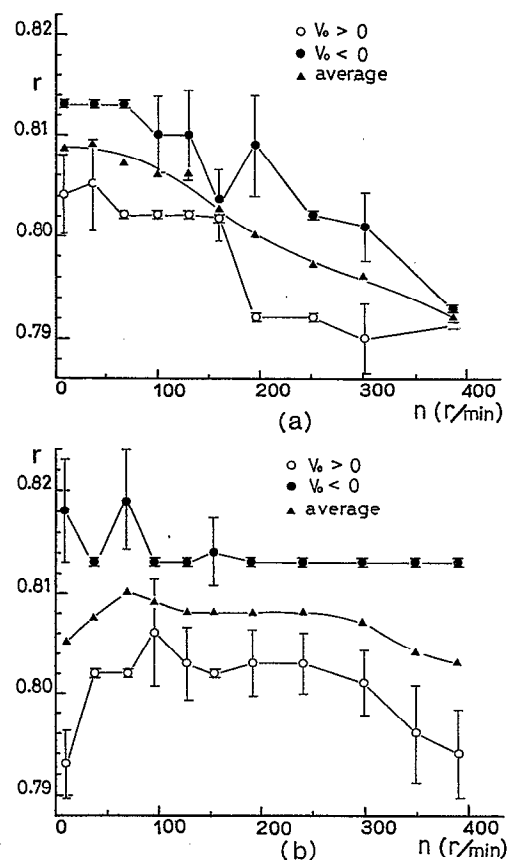 0.82
r
○ V₀ > 0
● V₀ < 0
▲ average
0.81
0.80
0.79
0 100 200 300 400
(a) n (r/min)
r
○ V₀ > 0
● V₀ < 0
▲ average
0.82
0.81
0.80
0.79
0 100 200 300 400
(b) n (r/min)